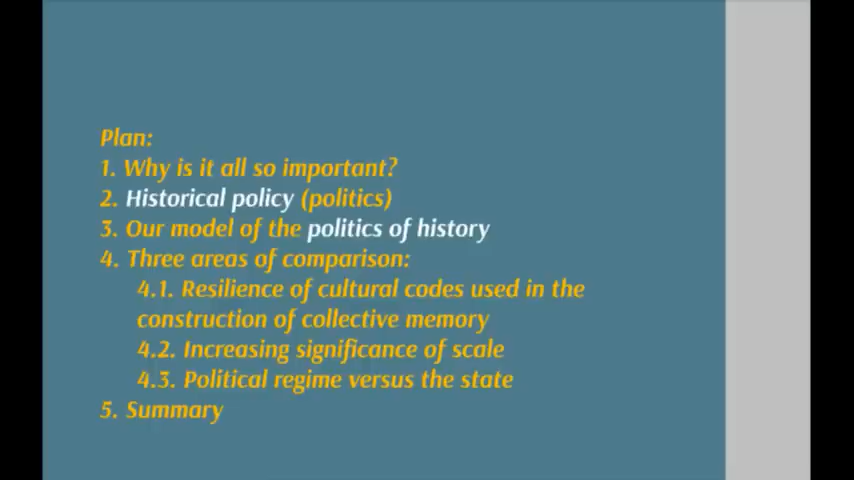 Plan:
1. Why is it all so important?
2. Historical policy (politics)
3. Our model of the politics of history
4. Three areas of comparison:
4.1. Resilience of cultural codes used in the
construction of collective memory
4.2. Increasing significance of scale
4.3. Political regime versus the state
5. Summary